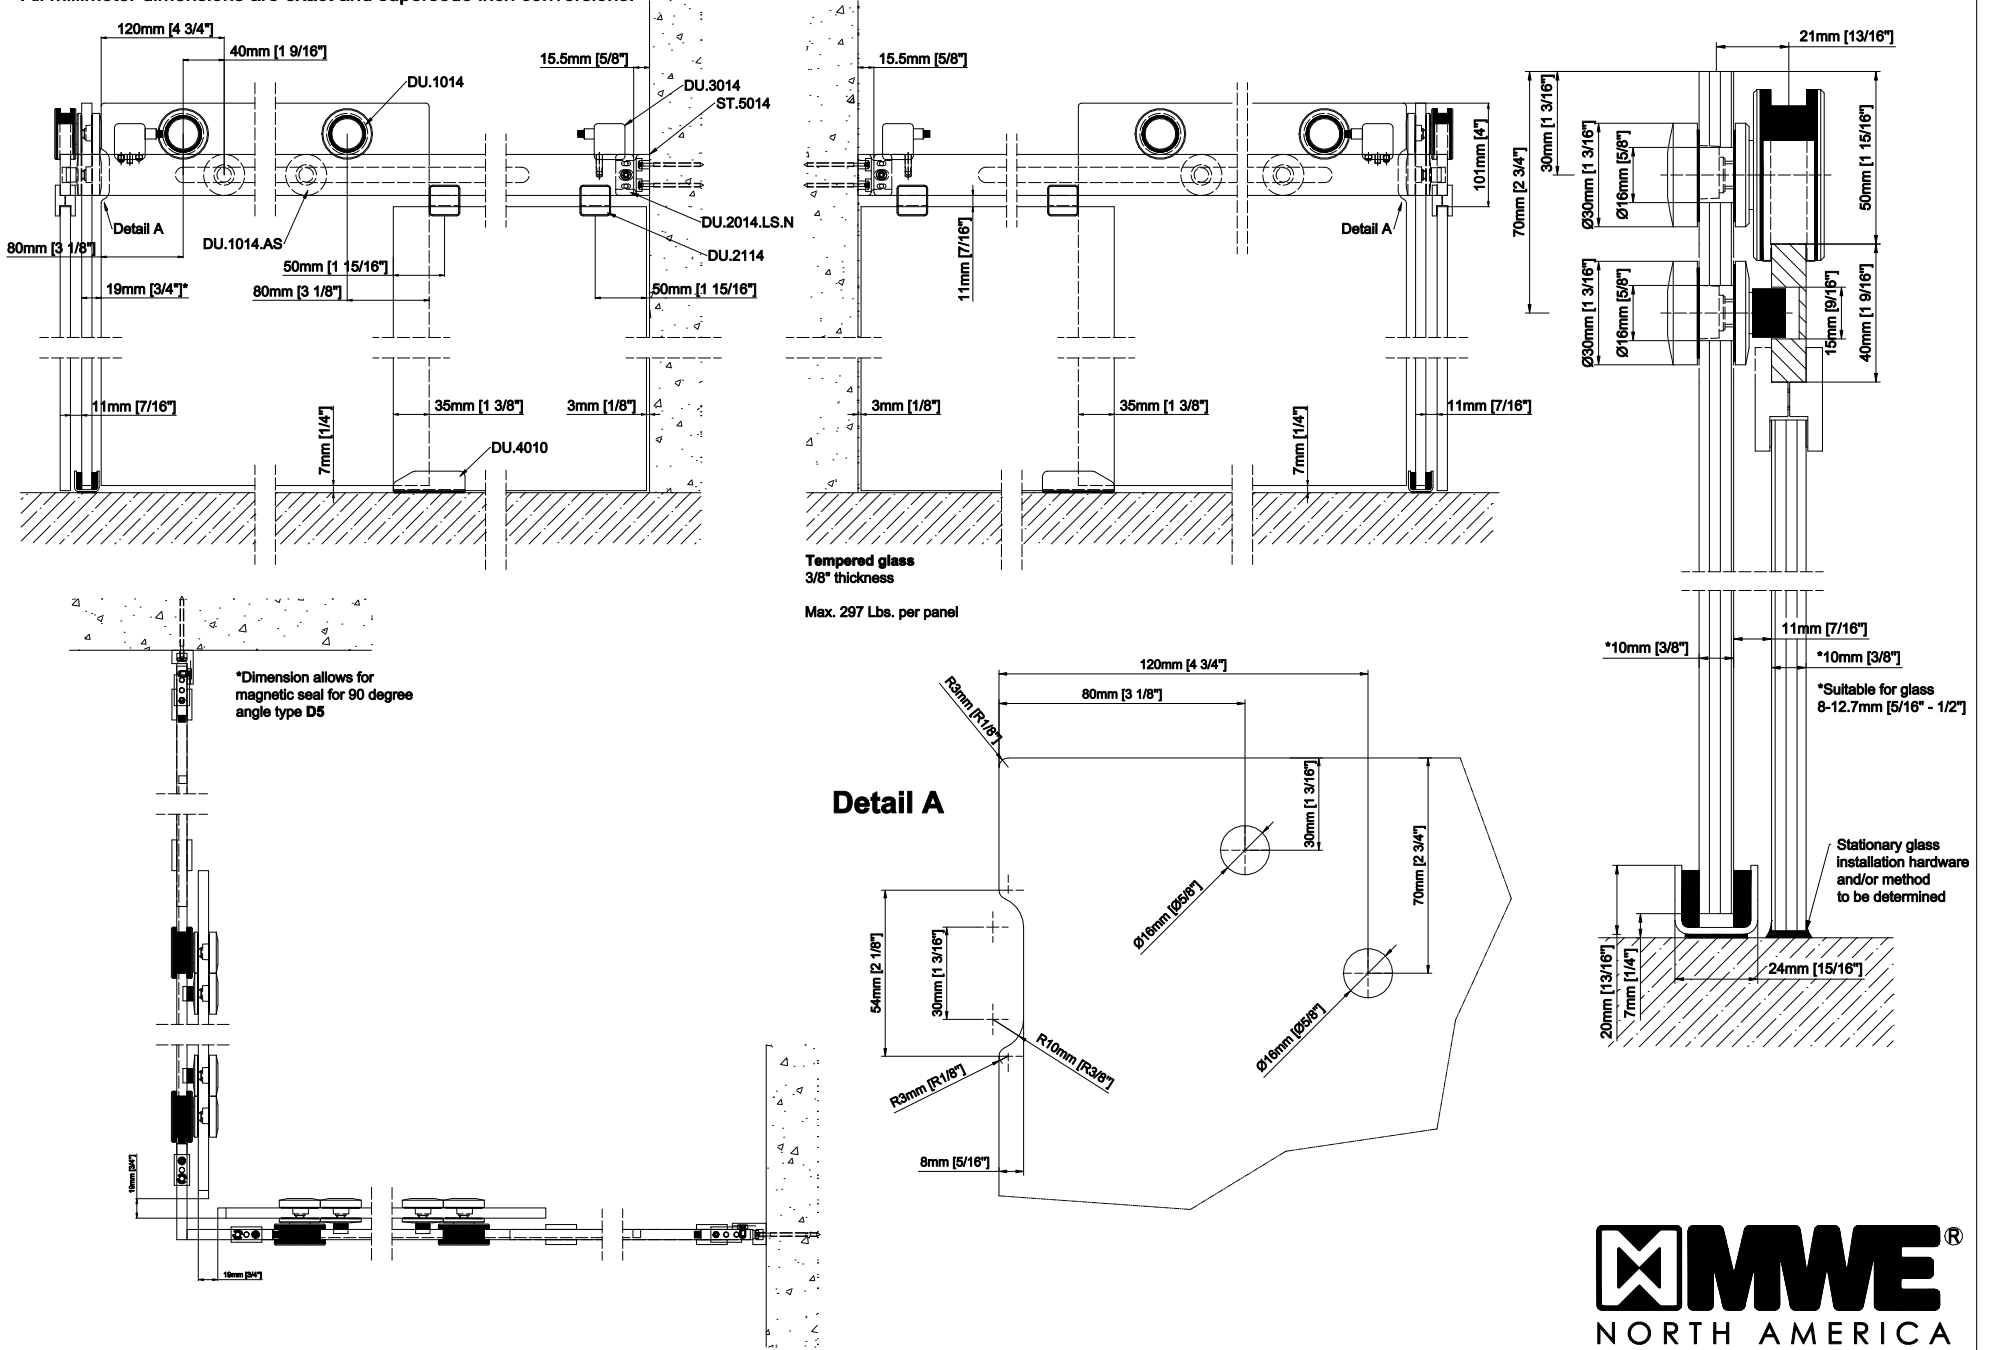 All millimeter dimensions are exact and supersede inch conversions.
120mm [4 3/4"]
40mm [1 9/16"]
15.5mm [5/8"]
DU.1014
DU.3014
ST.5014
Detail A
80mm [3 1/8"]
DU.1014.AS
DU.2014.LS.N
DU.2114
50mm [1 15/16"]
80mm [3 1/8"]
50mm [1 15/16"]
19mm [3/4"]*
11mm [7/16"]
7mm [1/4"]
35mm [1 3/8"]
3mm [1/8"]
DU.4010
15.5mm [5/8"]
101mm [4"]
11mm [7/16"]
Detail A
3mm [1/8"]
35mm [1 3/8"]
7mm [1/4"]
11mm [7/16"]
Tempered glass
3/8" thickness
Max. 297 Lbs. per panel
21mm [13/16"]
70mm [2 3/4"]
30mm [1 3/16"]
Ø30mm [1 3/16"]
Ø16mm [5/8"]
50mm [1 15/16"]
Ø30mm [1 3/16"]
Ø16mm [5/8"]
15mm [9/16"]
40mm [1 9/16"]
11mm [7/16"]
*10mm [3/8"]
*10mm [3/8"]
*Suitable for glass
8-12.7mm [5/16" - 1/2"]
Stationary glass
installation hardware
and/or method
to be determined
20mm [13/16"]
7mm [1/4"]
24mm [15/16"]
*Dimension allows for
magnetic seal for 90 degree
angle type D5
19mm [3/4"]
19mm [3/4"]
Detail A
120mm [4 3/4"]
80mm [3 1/8"]
R3mm [R1/8"]
30mm [1 3/16"]
70mm [2 3/4"]
Ø16mm [Ø5/8"]
Ø16mm [Ø5/8"]
54mm [2 1/8"]
30mm [1 3/16"]
R10mm [R3/8"]
R3mm [R1/8"]
8mm [5/16"]
MWE®
NORTH AMERICA